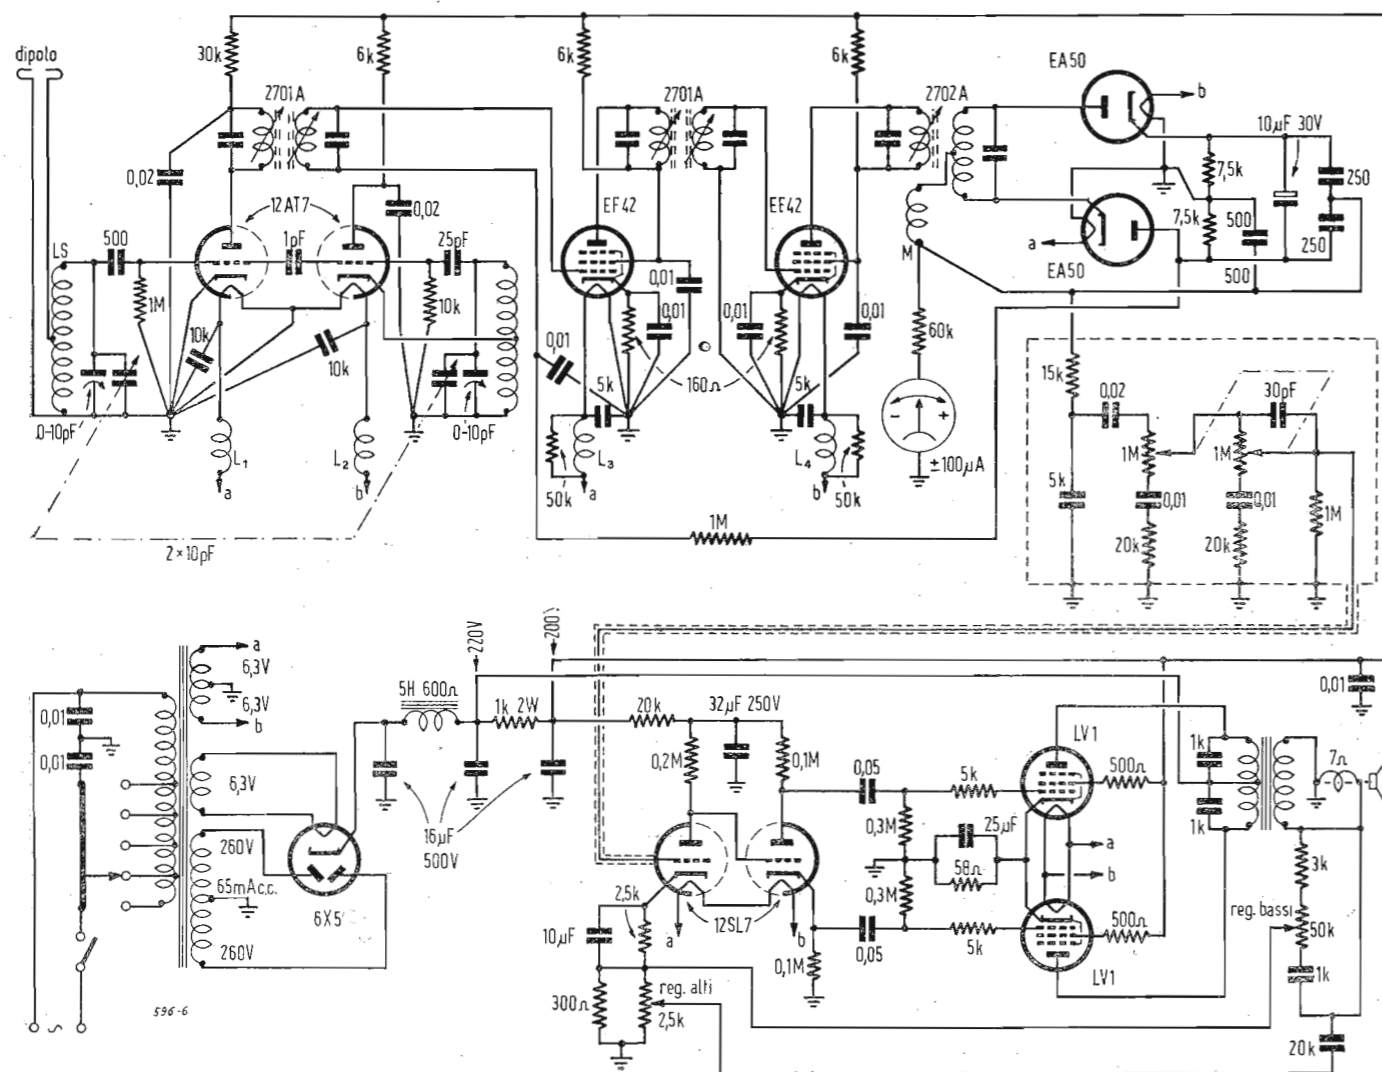 dipolo
30k
6k
6k
6k
2701A
2701A
2702A
EA50
b
10µF 30V
0,02
12AT7
0,02
EF42
EE42
7,5k
7,5k
250
250
LS
500
1pF
25pF
M
a
EA50
500
500
1M
10k
10k
10k
0,01
0,01
0,01
0,01
0,01
60k
160Ω
5k
5k
15k
0,02
30pF
.0-10pF
0-10pF
L1
L2
L3
L4
a
b
50k
a
b
50k
- +
±100µA
1M
1M
5k
0,01
0,01
1M
20k
20k
1M
2×10pF
a
6,3V
6,3V
b
220V
200V
5H 600Ω
1k 2W
20k
32µF 250V
LV1
0,01
0,01
0,01
6,3V
0,2M
0,1M
0,05
5k
500Ω
1k
1k
7Ω
16µF
500V
260V
65mA c.c.
260V
6X5
0,3M
0,3M
25µF
58Ω
a
b
3k
2,5k
12SL7
a
b
10µF
0,05
5k
500Ω
LV1
reg. bassi
50k
1k
0,1M
300Ω
reg. alti
2,5k
20k
596-6